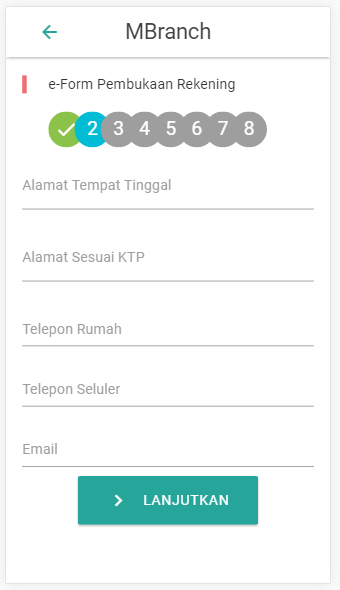 MBranch
e-Form Pembukaan Rekening
2 3 4 5 6 7 8
Alamat Tempat Tinggal
Alamat Sesuai KTP
Telepon Rumah
Telepon Seluler
Email
LANJUTKAN